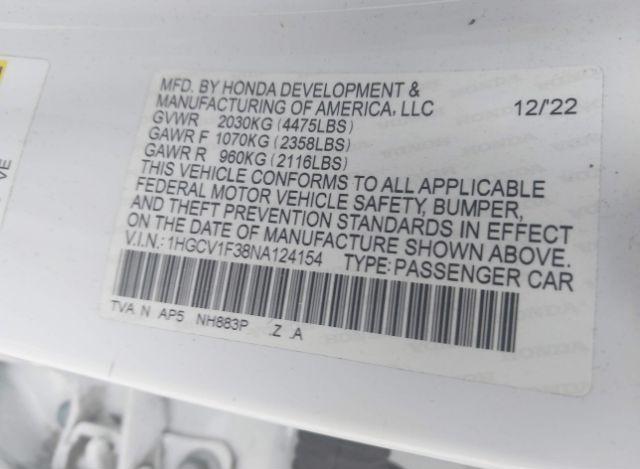 MFD. BY HONDA DEVELOPMENT &
MANUFACTURING OF AMERICA, LLC 12/'22
GVWR 2030KG (4475LBS)
GAWR F 1070KG (2358LBS)
GAWR R 960KG (2116LBS)
THIS VEHICLE CONFORMS TO ALL APPLICABLE
FEDERAL MOTOR VEHICLE SAFETY, BUMPER,
AND THEFT PREVENTION STANDARDS IN EFFECT
ON THE DATE OF MANUFACTURE SHOWN ABOVE.
V.I.N.: 1HGCV1F38NA124154 TYPE: PASSENGER CAR
TVA N AP5 NH883P Z A
VE